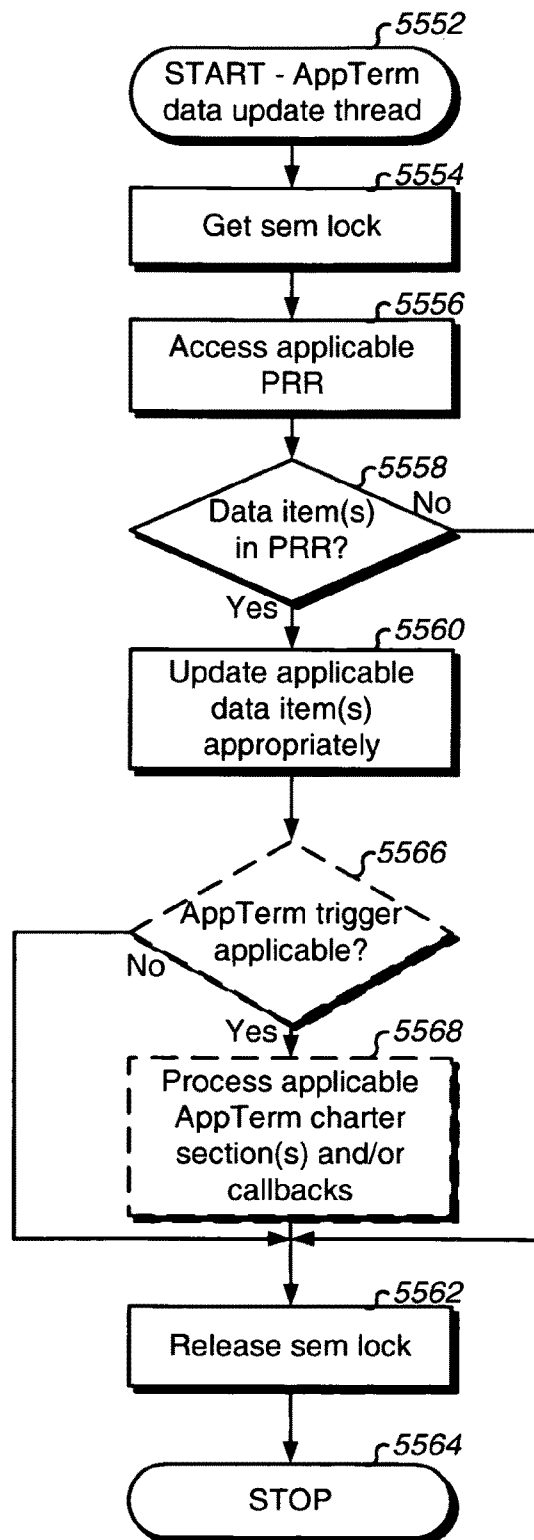 5552
START - AppTerm
data update thread
5554
Get sem lock
5556
Access applicable
PRR
5558
Data item(s)
in PRR?
No
Yes
5560
Update applicable
data item(s)
appropriately
5566
AppTerm trigger
applicable?
No
Yes
5568
Process applicable
AppTerm charter
section(s) and/or
callbacks
5562
Release sem lock
5564
STOP